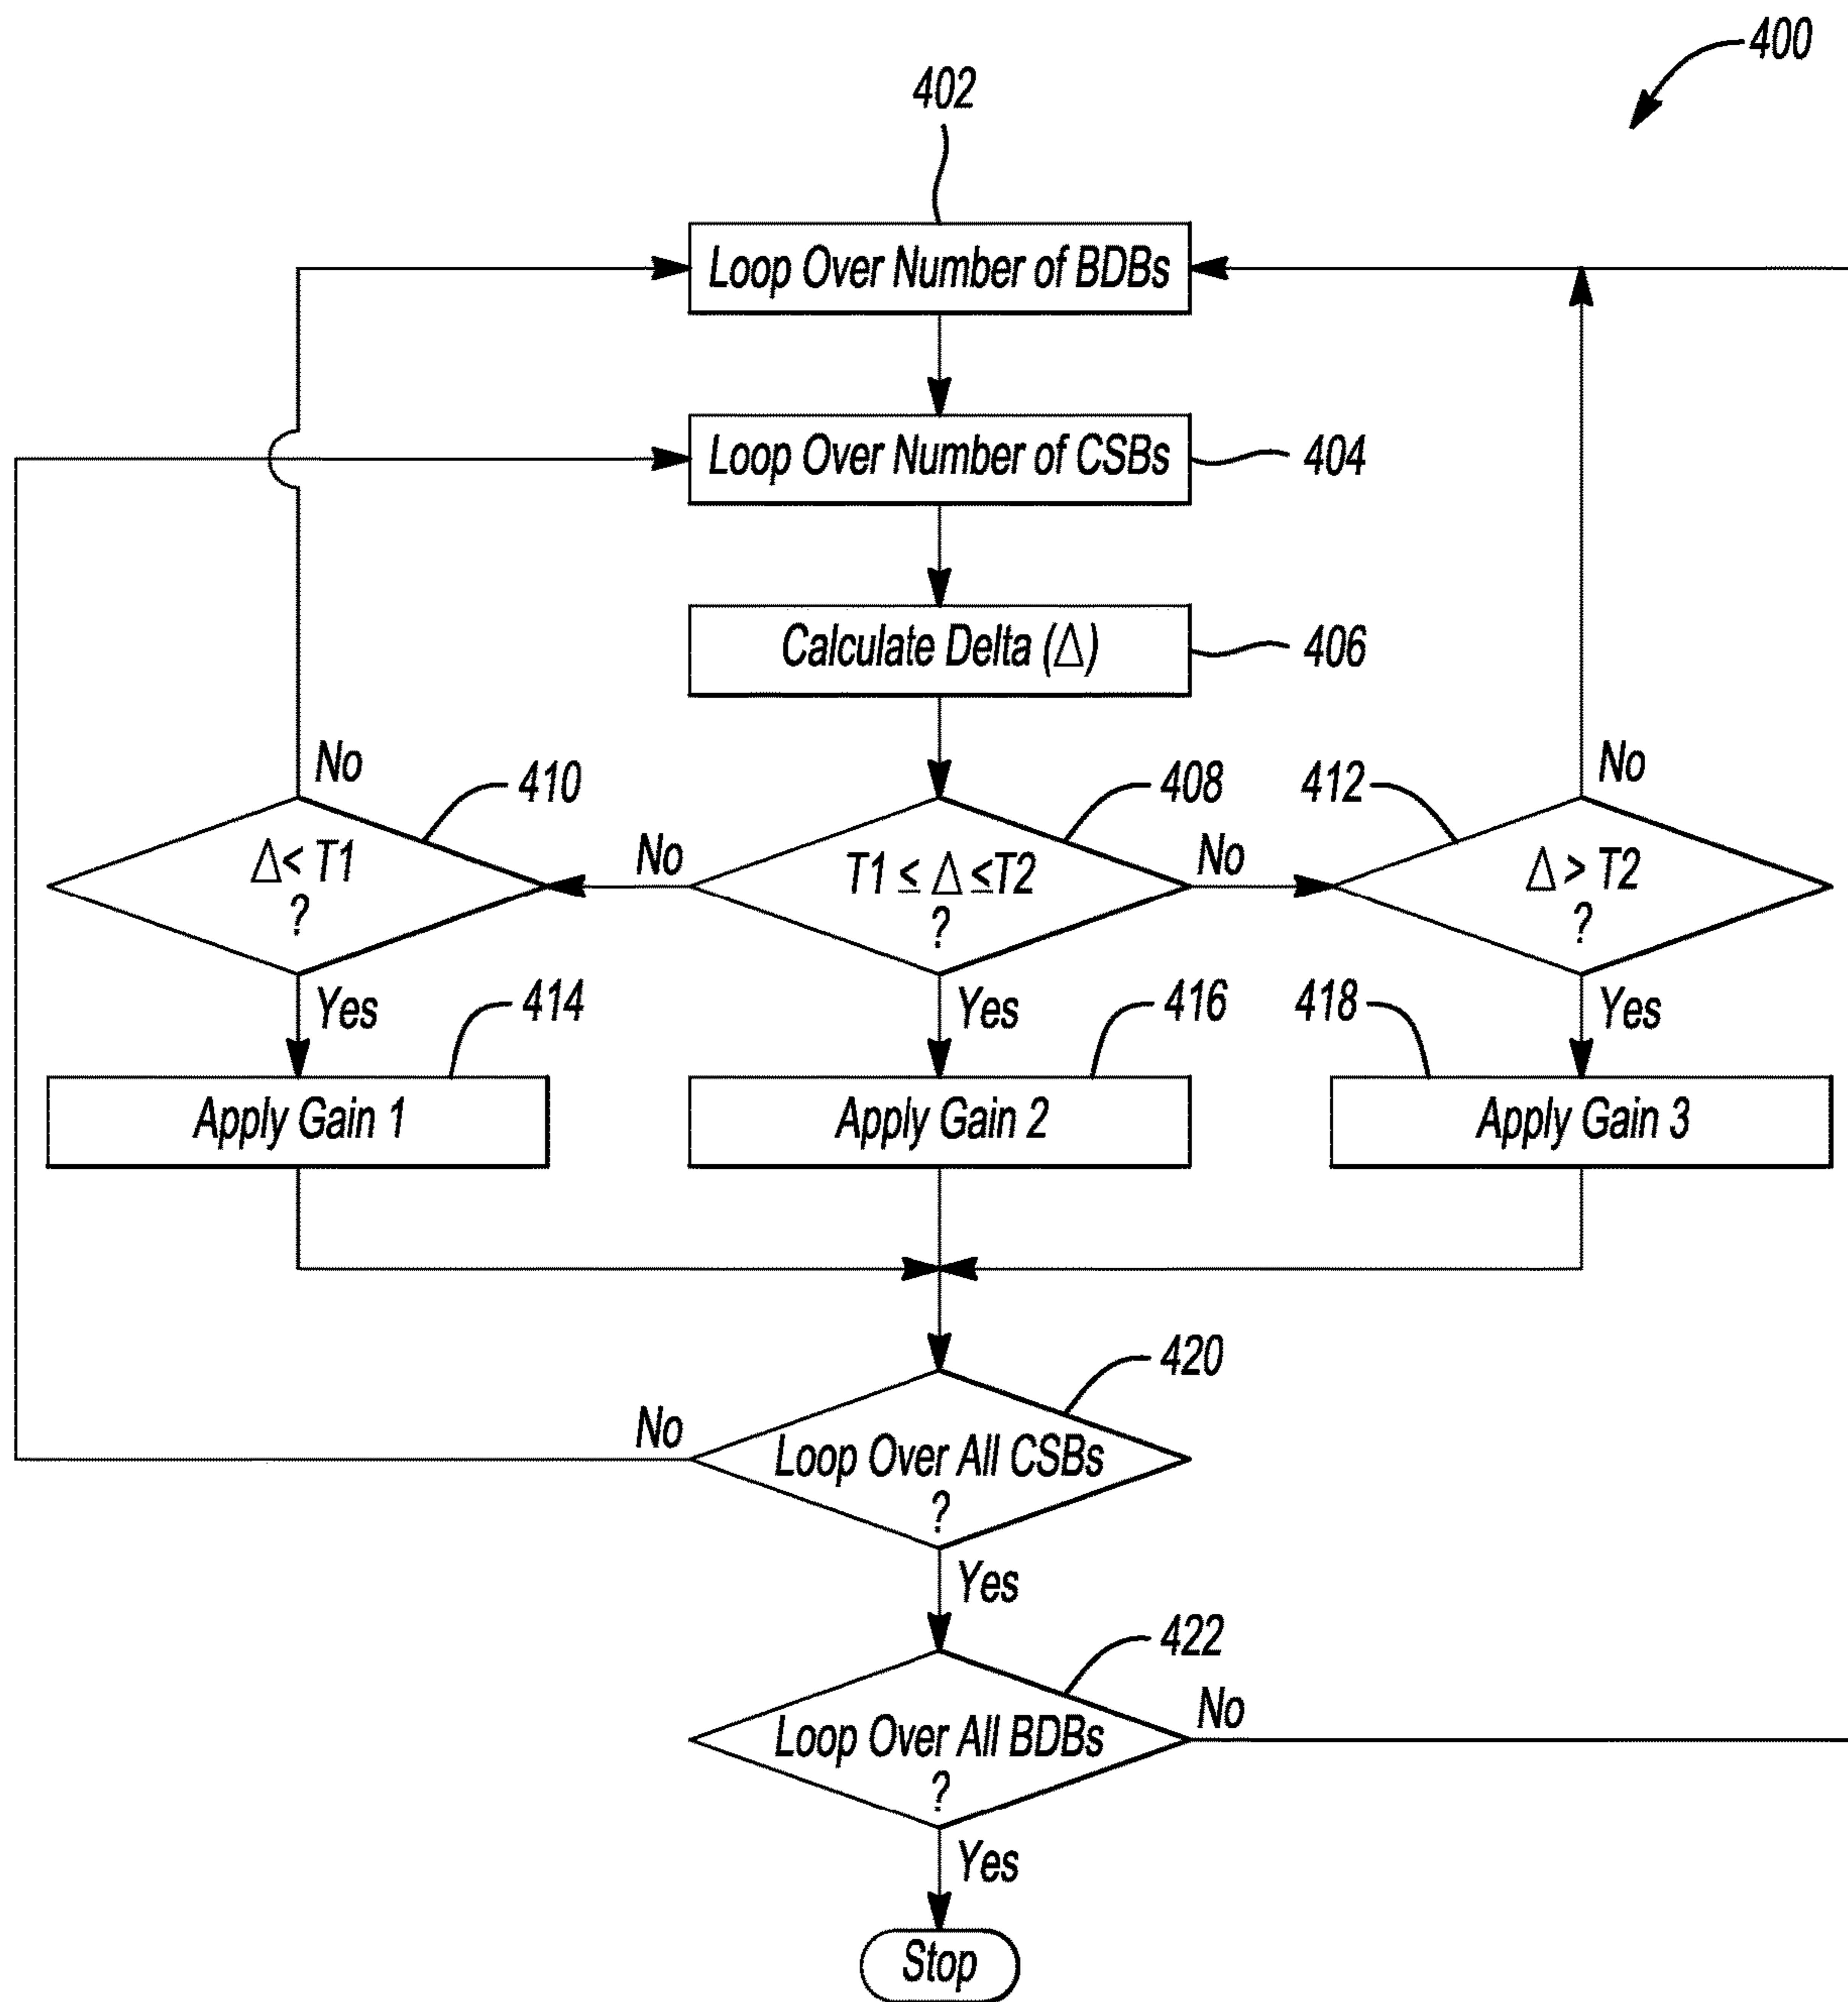 400
402
Loop Over Number of BDBs
Loop Over Number of CSBs
404
Calculate Delta (Δ)
406
No
410
408
412
No
Δ< T1
?
No
T1 ≤ Δ ≤T2
?
No
Δ > T2
?
Yes
414
Yes
416
418
Yes
Apply Gain 1
Apply Gain 2
Apply Gain 3
420
No
Loop Over All CSBs
?
Yes
422
Loop Over All BDBs
?
No
Yes
Stop